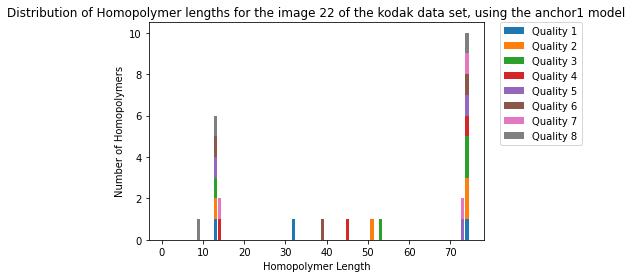 Distribution of Homopolymer lengths for the image 22 of the kodak data set, using the anchor1 model
10
8
6
4
2
0
Number of Homopolymers
0 10 20 30 40 50 60 70
Homopolymer Length
Quality 1
Quality 2
Quality 3
Quality 4
Quality 5
Quality 6
Quality 7
Quality 8